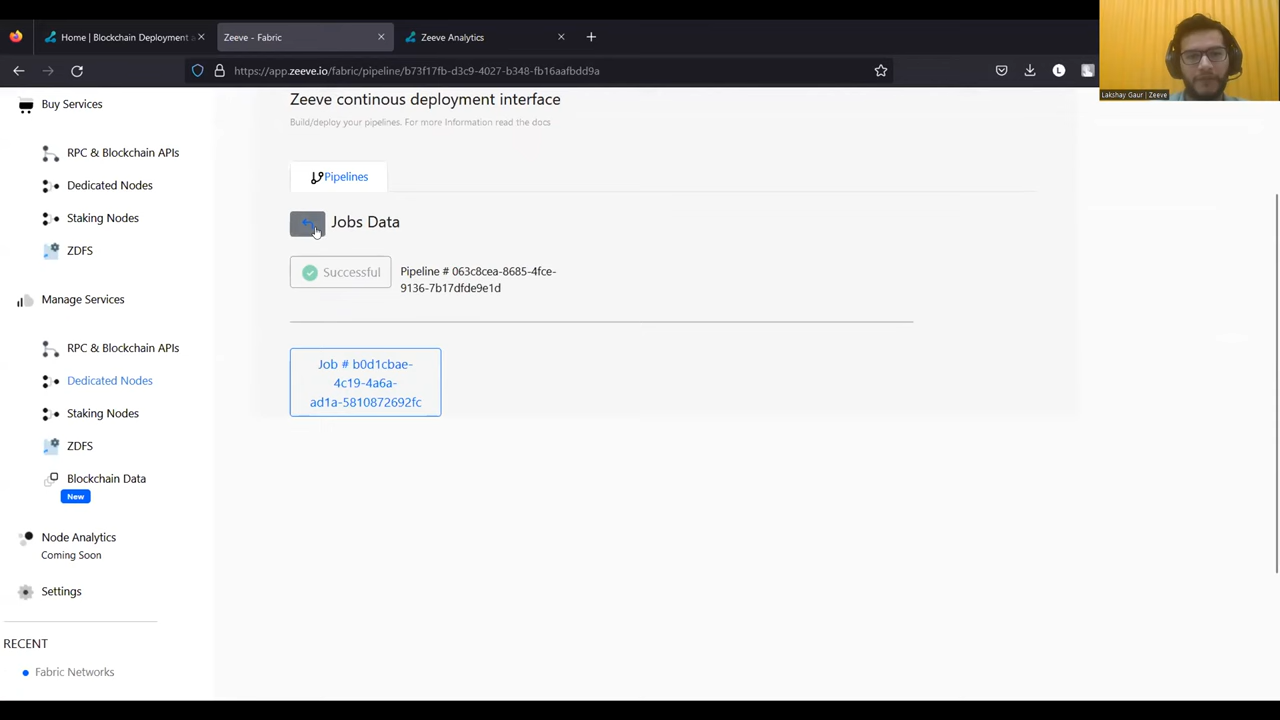 Home | Blockchain Deployment
Zeeve - Fabric
Zeeve Analytics
https://app.zeeve.io/fabric/pipeline/b73f17fb-d3c9-4027-b348-fb16aafbdd9a
L
Lakshay Gaur | Zeeve
Buy Services
RPC & Blockchain APIs
Dedicated Nodes
Staking Nodes
ZDFS
Manage Services
RPC & Blockchain APIs
Dedicated Nodes
Staking Nodes
ZDFS
Blockchain Data
New
Node Analytics
Coming Soon
Settings
RECENT
Fabric Networks
Zeeve continous deployment interface
Build/deploy your pipelines. For more Information read the docs
Pipelines
Jobs Data
Successful
Pipeline # 063c8cea-8685-4fce-
9136-7b17dfde9e1d
Job # b0d1cbae-
4c19-4a6a-
ad1a-5810872692fc